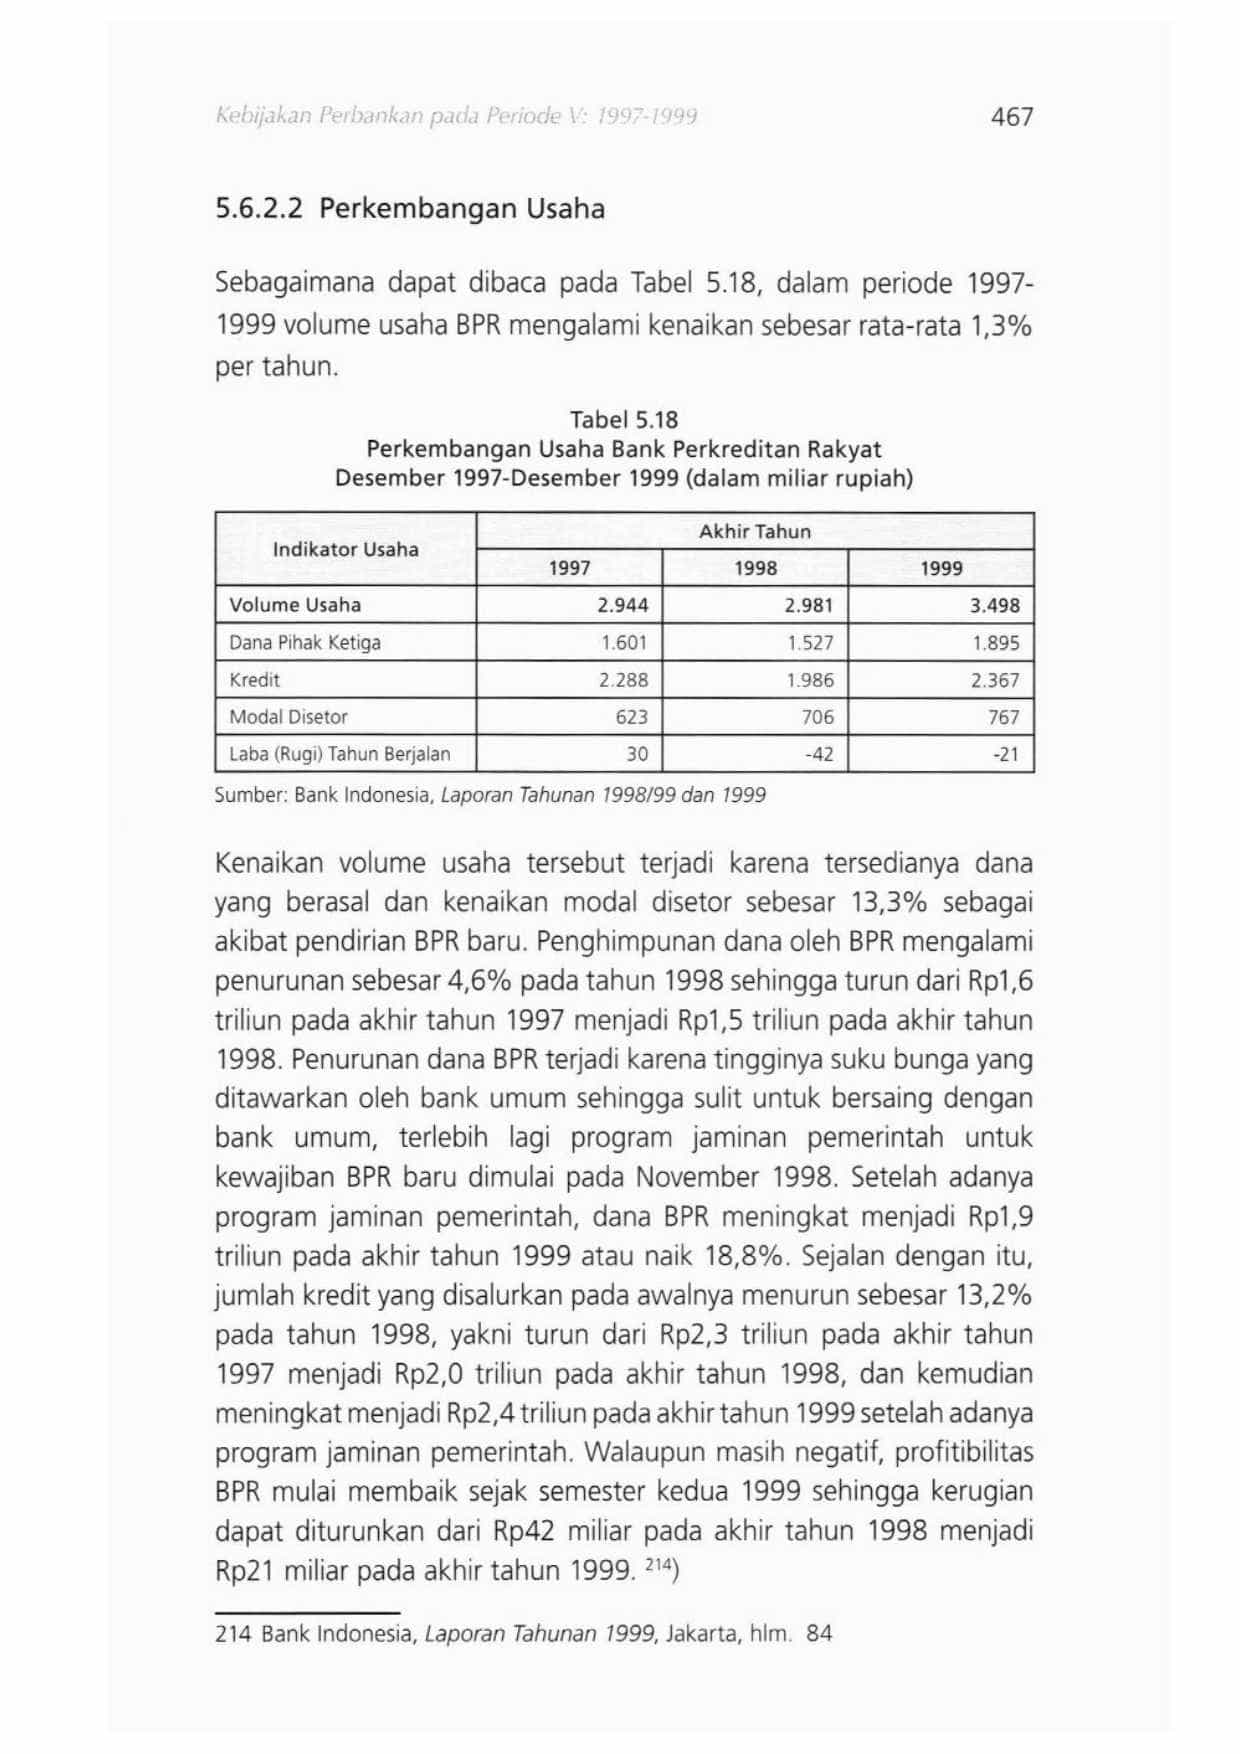 Kebijakan Perbankan pada Periode V: 1997-1999 467
5.6.2.2 Perkembangan Usaha
Sebagaimana dapat dibaca pada Tabel 5.18, dalam periode 1997-
1999 volume usaha BPR mengalami kenaikan sebesar rata-rata 1,3%
per tahun.
Tabel 5.18
Perkembangan Usaha Bank Perkreditan Rakyat
Desember 1997-Desember 1999 (dalam miliar rupiah)
Indikator Usaha Akhir Tahun
1997 1998 1999
Volume Usaha 2.944 2.981 3.498
Dana Pihak Ketiga 1.601 1.527 1.895
Kredit 2.288 1.986 2.367
Modal Disetor 623 706 767
Laba (Rugi) Tahun Berjalan 30 -42 -21
Sumber: Bank Indonesia, Laporan Tahunan 1998/99 dan 1999
Kenaikan volume usaha tersebut terjadi karena tersedianya dana
yang berasal dan kenaikan modal disetor sebesar 13,3% sebagai
akibat pendirian BPR baru. Penghimpunan dana oleh BPR mengalami
penurunan sebesar 4,6% pada tahun 1998 sehingga turun dari Rp1,6
triliun pada akhir tahun 1997 menjadi Rp1,5 triliun pada akhir tahun
1998. Penurunan dana BPR terjadi karena tingginya suku bunga yang
ditawarkan oleh bank umum sehingga sulit untuk bersaing dengan
bank umum, terlebih lagi program jaminan pemerintah untuk
kewajiban BPR baru dimulai pada November 1998. Setelah adanya
program jaminan pemerintah, dana BPR meningkat menjadi Rp1,9
triliun pada akhir tahun 1999 atau naik 18,8%. Sejalan dengan itu,
jumlah kredit yang disalurkan pada awalnya menurun sebesar 13,2%
pada tahun 1998, yakni turun dari Rp2,3 triliun pada akhir tahun
1997 menjadi Rp2,0 triliun pada akhir tahun 1998, dan kemudian
meningkat menjadi Rp2,4 triliun pada akhir tahun 1999 setelah adanya
program jaminan pemerintah. Walaupun masih negatif, profitibilitas
BPR mulai membaik sejak semester kedua 1999 sehingga kerugian
dapat diturunkan dari Rp42 miliar pada akhir tahun 1998 menjadi
Rp21 miliar pada akhir tahun 1999. 214)
214 Bank Indonesia, Laporan Tahunan 1999, Jakarta, hlm. 84